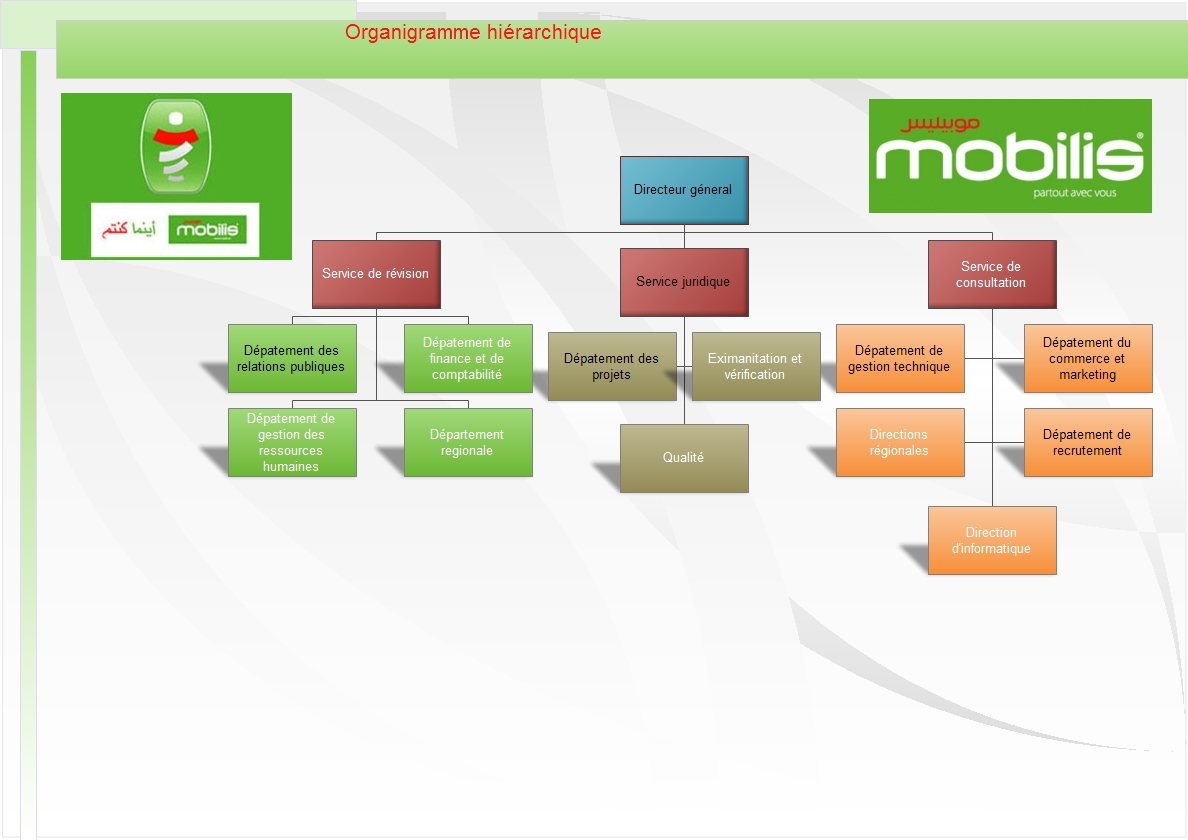 Organigramme hiérarchique
أينما كنتم
موبيليس
mobilis
موبيليس
mobilis®
partout avec vous
Directeur géneral
Service de révision
Service juridique
Service de
consultation
Dépatement des
relations publiques
Dépatement de
finance et de
comptabilité
Dépatement de
gestion des
ressources
humaines
Département
regionale
Dépatement des
projets
Eximanitation et
vérification
Qualité
Dépatement de
gestion technique
Dépatement du
commerce et
marketing
Directions
régionales
Dépatement de
recrutement
Direction
d'informatique